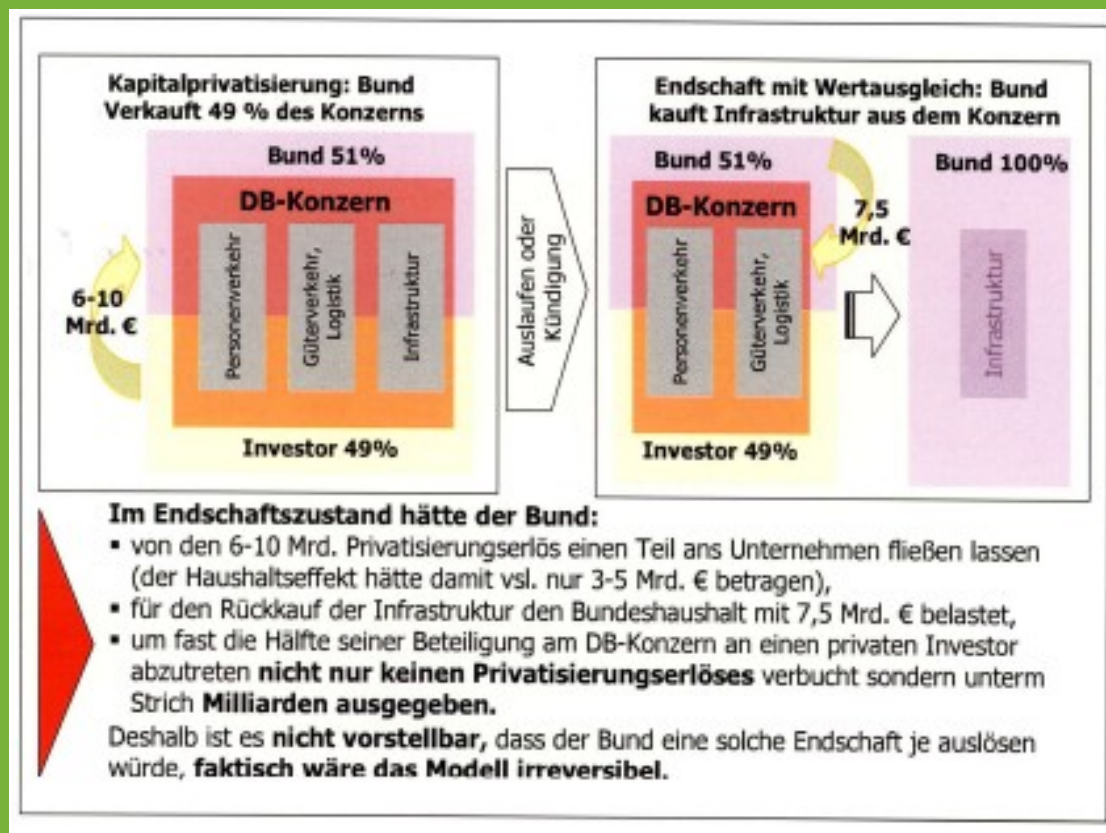 Kapitalprivatisierung: Bund
Verkauft 49 % des Konzerns
Bund 51%
DB-Konzern
Personenverkehr
Güterverkehr,
Logistik
Infrastruktur
6-10
Mrd. €
Investor 49%
Auslaufen oder
Kündigung
Endschaft mit Wertausgleich: Bund
kauft Infrastruktur aus dem Konzern
Bund 51%
DB-Konzern
Personenverkehr
Güterverkehr,
Logistik
7,5
Mrd. €
Investor 49%
Bund 100%
Infrastruktur
Im Endschaftszustand hätte der Bund:
▪ von den 6-10 Mrd. Privatisierungserlös einen Teil ans Unternehmen fließen lassen
(der Haushaltseffekt hätte damit vsl. nur 3-5 Mrd. € betragen),
▪ für den Rückkauf der Infrastruktur den Bundeshaushalt mit 7,5 Mrd. € belastet,
▪ um fast die Hälfte seiner Beteiligung am DB-Konzern an einen privaten Investor
abzutreten nicht nur keinen Privatisierungserlöses verbucht sondern unterm
Strich Milliarden ausgegeben.
Deshalb ist es nicht vorstellbar, dass der Bund eine solche Endschaft je auslösen
würde, faktisch wäre das Modell irreversibel.